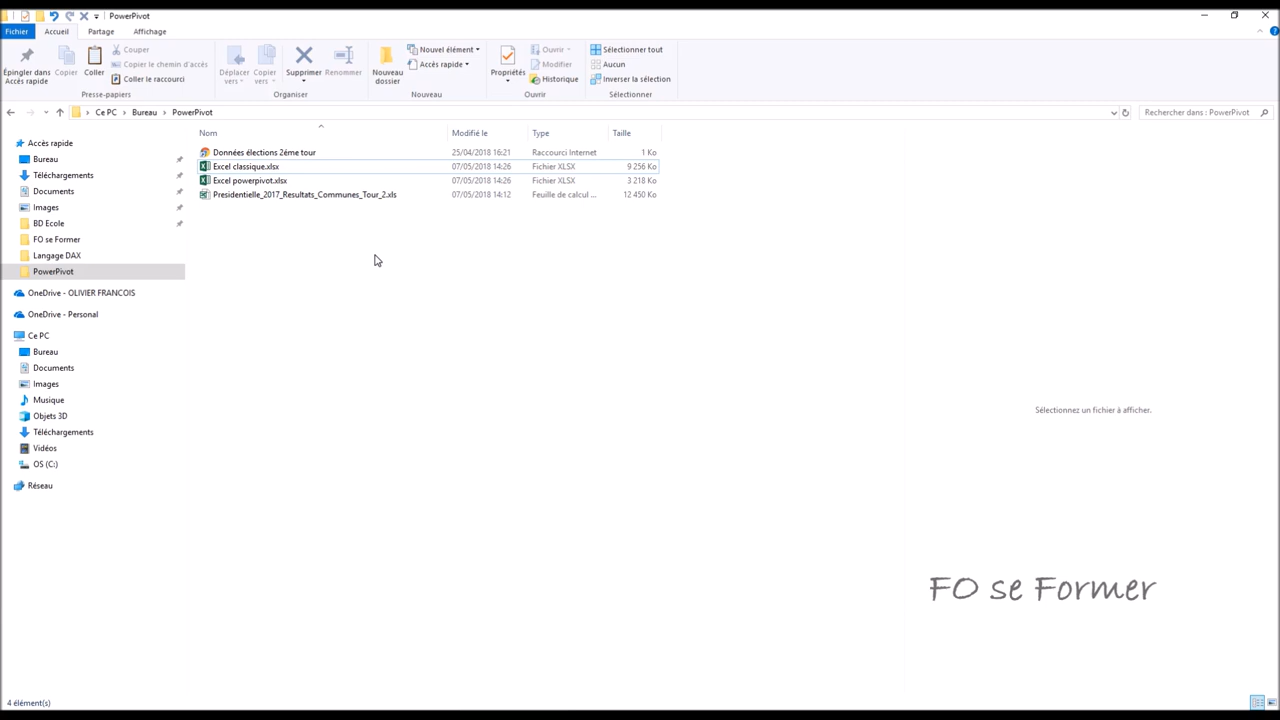 PowerPivot
Fichier Accueil Partage Affichage
Épingler dans Accès rapide
Copier
Coller
Couper
Copier le chemin d'accès
Coller le raccourci
Presse-papiers
Déplacer vers
Copier vers
Supprimer
Renommer
Organiser
Nouveau dossier
Nouvel élément
Accès rapide
Nouveau
Propriétés
Ouvrir
Modifier
Historique
Ouvrir
Sélectionner tout
Aucun
Inverser la sélection
Sélectionner
Ce PC > Bureau > PowerPivot
Rechercher dans : PowerPivot
Accès rapide
Bureau
Téléchargements
Documents
Images
BD Ecole
FO se Former
Langage DAX
PowerPivot
OneDrive - OLIVIER FRANCOIS
OneDrive - Personal
Ce PC
Bureau
Documents
Images
Musique
Objets 3D
Téléchargements
Vidéos
OS (C:)
Réseau
Nom Modifié le Type Taille
Données élections 2éme tour 25/04/2018 16:21 Raccourci Internet 1 Ko
Excel classique.xlsx 07/05/2018 14:26 Fichier XLSX 9 256 Ko
Excel powerpivot.xlsx 07/05/2018 14:26 Fichier XLSX 3 218 Ko
Presidentielle_2017_Resultats_Communes_Tour_2.xls 07/05/2018 14:12 Feuille de calcul ... 12 450 Ko
Sélectionnez un fichier à afficher.
FO se Former
4 élément(s)